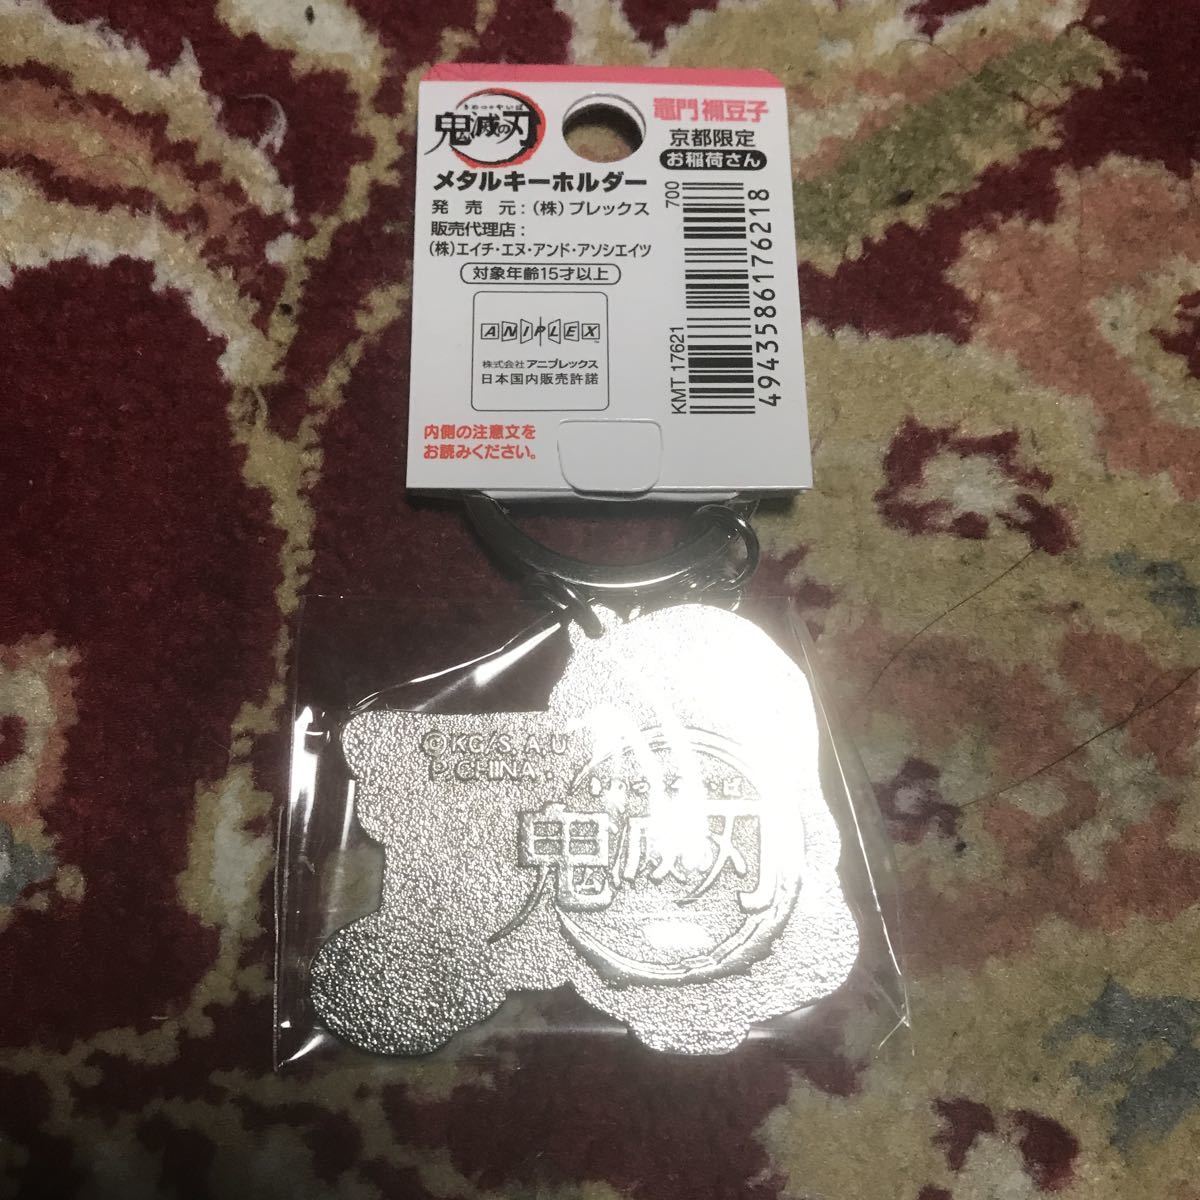 きめつのやいば
鬼滅の刃
メタルキーホルダー
発売元:(株)プレックス
販売代理店:
(株)エイチ・エヌ・アンド・アソシエイツ
対象年齢15才以上
ANIPLEX
株式会社アニプレックス
日本国内販売許諾
内側の注意文を
お読みください。
竈門禰豆子
京都限定
お稲荷さん
700
KMT 17621
4943586176218
©KG/S, A, U
P CHINA
きめつのやいば
鬼滅の刃